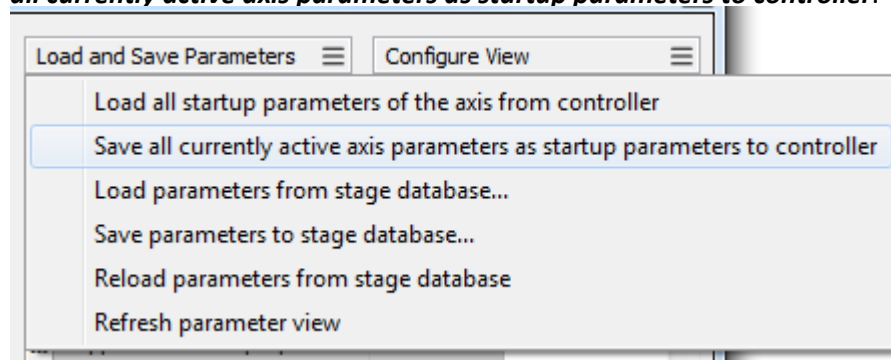 all currently active axis parameters as startup parameters to controller.
Load and Save Parameters
Configure View
Load all startup parameters of the axis from controller
Save all currently active axis parameters as startup parameters to controller
Load parameters from stage database...
Save parameters to stage database...
Reload parameters from stage database
Refresh parameter view